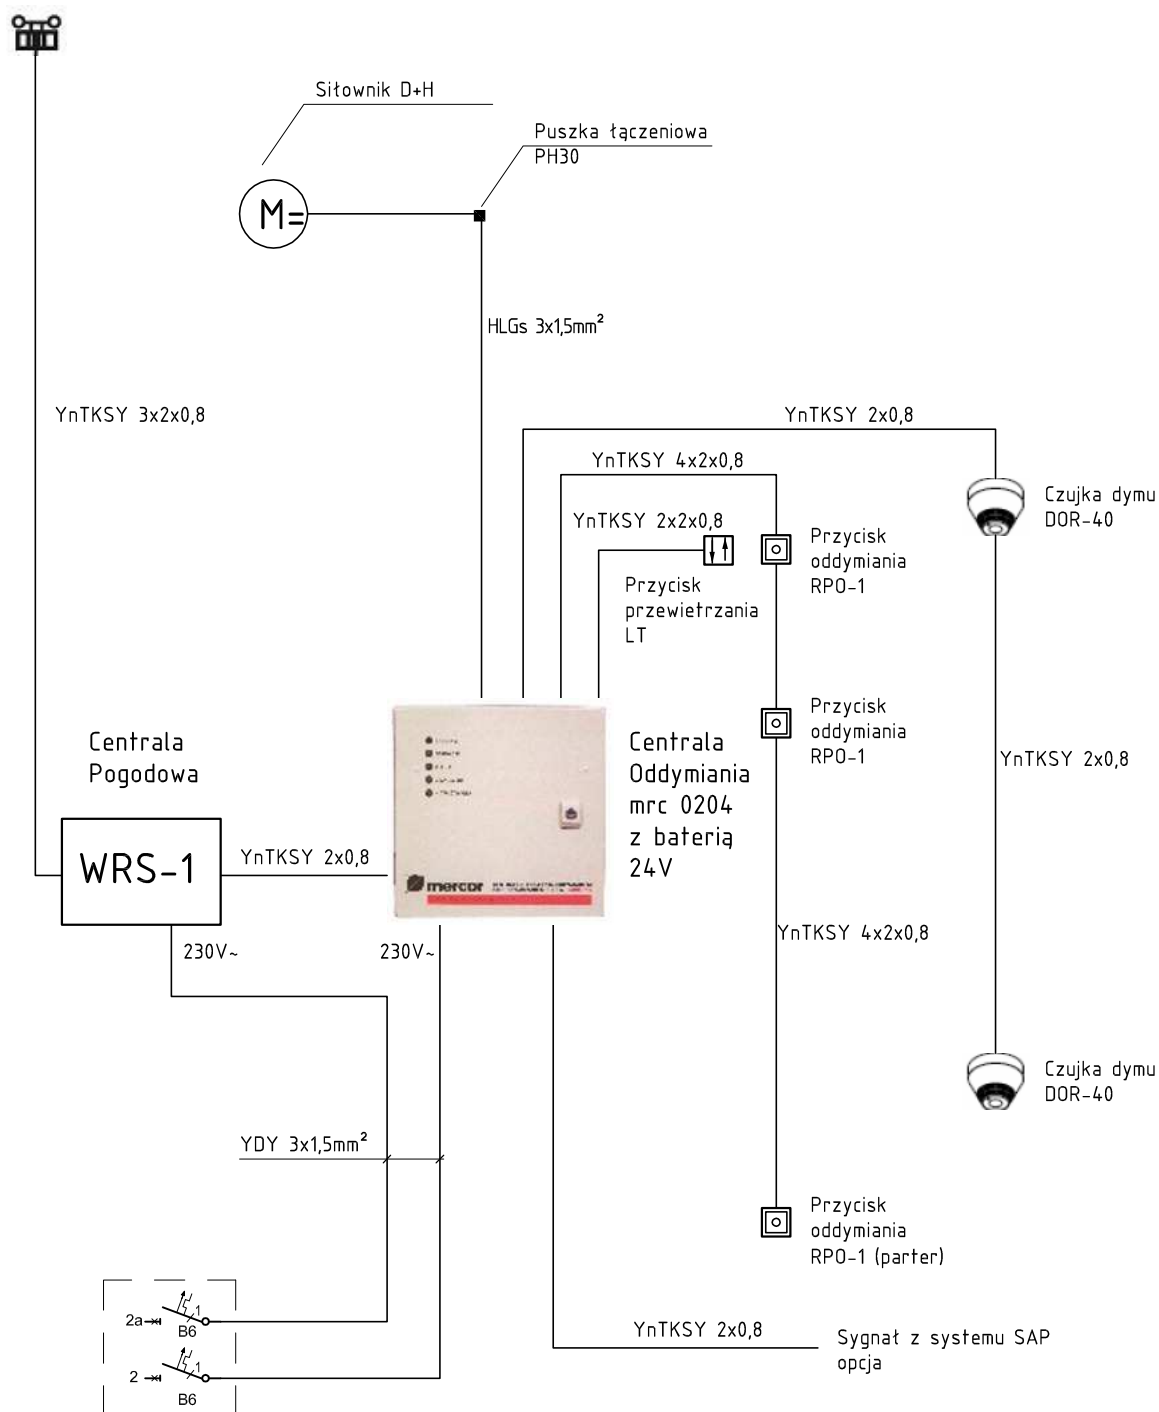 Siłownik D+H
Puszka łączeniowa
PH30
M=
HLGs 3x1,5mm²
YnTKSY 3x2x0,8
YnTKSY 2x0,8
YnTKSY 4x2x0,8
YnTKSY 2x2x0,8
Czujka dymu
DOR-40
Przycisk
oddymiania
RPO-1
Przycisk
przewietrzania
LT
Przycisk
oddymiania
RPO-1
YnTKSY 2x0,8
Centrala
Pogodowa
WRS-1
YnTKSY 2x0,8
mercor
Centrala
Oddymiania
mrc 0204
z baterią
24V
YnTKSY 4x2x0,8
230V~
230V~
Czujka dymu
DOR-40
YDY 3x1,5mm²
Przycisk
oddymiania
RPO-1 (parter)
2a
1
B6
2
1
B6
YnTKSY 2x0,8
Sygnał z systemu SAP
opcja